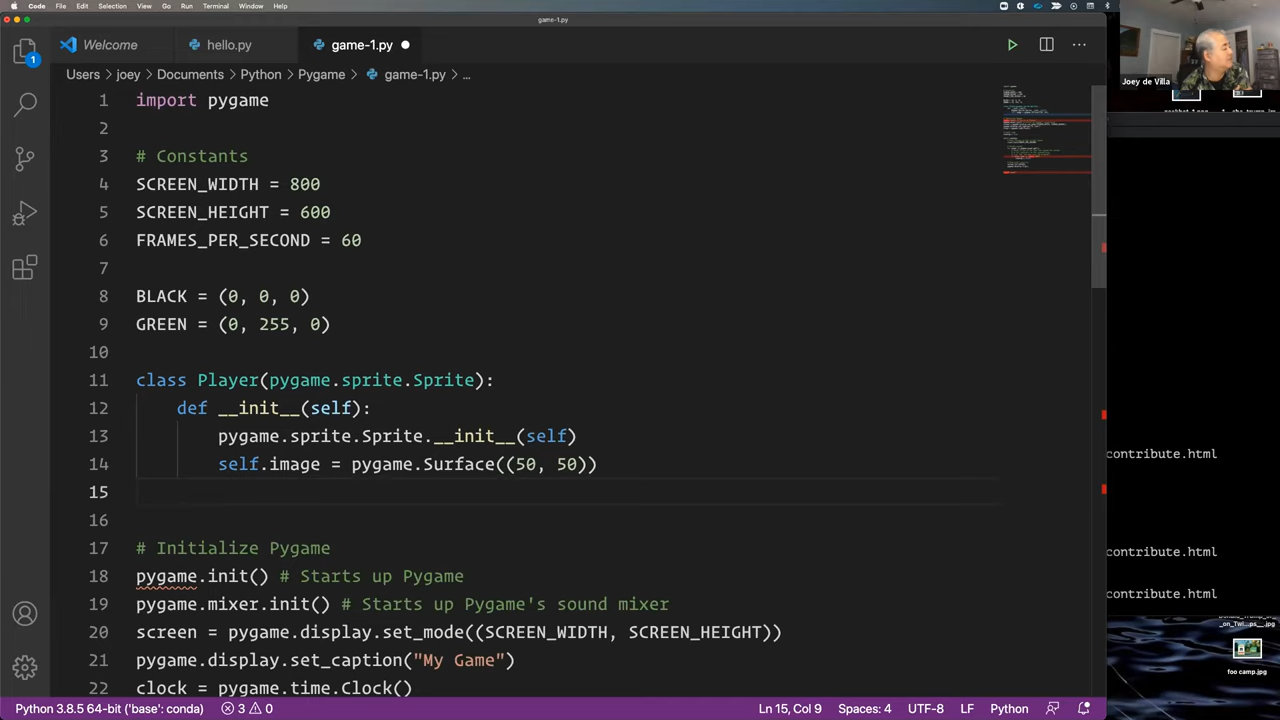 Code File Edit Selection View Go Run Terminal Window Help
game-1.py
Welcome hello.py game-1.py
Users joey Documents Python Pygame game-1.py ...
1 import pygame
2
3 # Constants
4 SCREEN_WIDTH = 800
5 SCREEN_HEIGHT = 600
6 FRAMES_PER_SECOND = 60
7
8 BLACK = (0, 0, 0)
9 GREEN = (0, 255, 0)
10
11 class Player(pygame.sprite.Sprite):
12 def __init__(self):
13 pygame.sprite.Sprite.__init__(self)
14 self.image = pygame.Surface((50, 50))
15
16
17 # Initialize Pygame
18 pygame.init() # Starts up Pygame
19 pygame.mixer.init() # Starts up Pygame's sound mixer
20 screen = pygame.display.set_mode((SCREEN_WIDTH, SCREEN_HEIGHT))
21 pygame.display.set_caption("My Game")
22 clock = pygame.time.Clock()
1
Python 3.8.5 64-bit ('base': conda) 3 0 Ln 15, Col 9 Spaces: 4 UTF-8 LF Python
Joey de Villa
contribute.html
contribute.html
contribute.html
foo camp.jpg